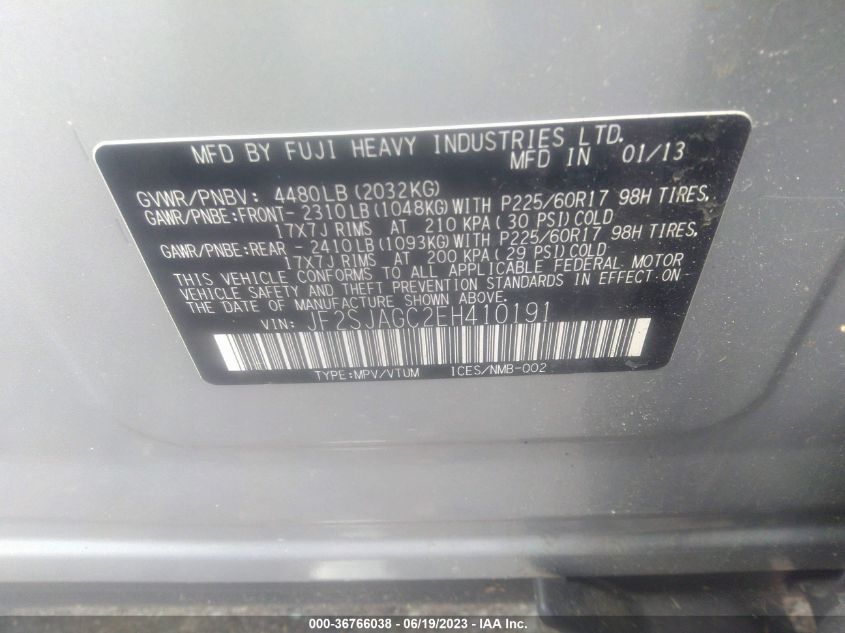 MFD BY FUJI HEAVY INDUSTRIES LTD.
MFD IN 01/13
GVWR/PNBV: 4480LB (2032KG)
GAWR/PNBE:FRONT- 2310LB (1048KG) WITH P225/60R17 98H TIRES,
17X7J RIMS AT 210 KPA( 30 PSI) COLD
GAWR/PNBE:REAR -2410LB (1093KG) WITH P225/60R17 98H TIRES,
17X7J RIMS AT 200 KPA( 29 PSI) COLD
THIS VEHICLE CONFORMS TO ALL APPLICABLE FEDERAL MOTOR
VEHICLE SAFETY AND THEFT PREVENTION STANDARDS IN EFFECT ON
THE DATE OF MANUFACTURE SHOWN ABOVE.
VIN: JF2SJAGC2EH410191
TYPE:MPV/VTUM ICES/NMB-002
000-36766038 - 06/19/2023 - IAA Inc.